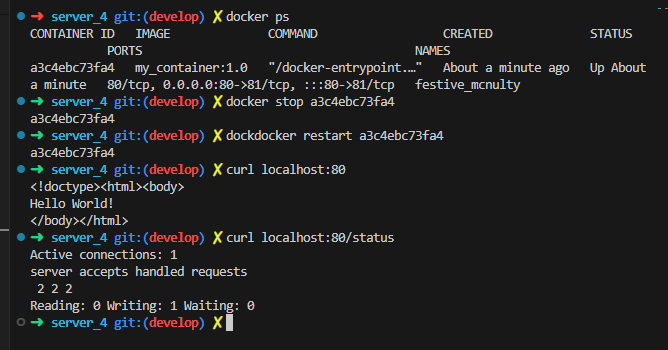 ➜ server_4 git:(develop) ✗ docker ps
CONTAINER ID   IMAGE              COMMAND                  CREATED              STATUS
           PORTS                                       NAMES
a3c4ebc73fa4   my_container:1.0   "/docker-entrypoint.…"   About a minute ago   Up About
a minute   80/tcp, 0.0.0.0:80->81/tcp, :::80->81/tcp   festive_mcnulty
➜ server_4 git:(develop) ✗ docker stop a3c4ebc73fa4
a3c4ebc73fa4
➜ server_4 git:(develop) ✗ dockdocker restart a3c4ebc73fa4
a3c4ebc73fa4
➜ server_4 git:(develop) ✗ curl localhost:80
<!doctype><html><body>
Hello World!
</body></html>
➜ server_4 git:(develop) ✗ curl localhost:80/status
Active connections: 1
server accepts handled requests
 2 2 2
Reading: 0 Writing: 1 Waiting: 0
➜ server_4 git:(develop) ✗